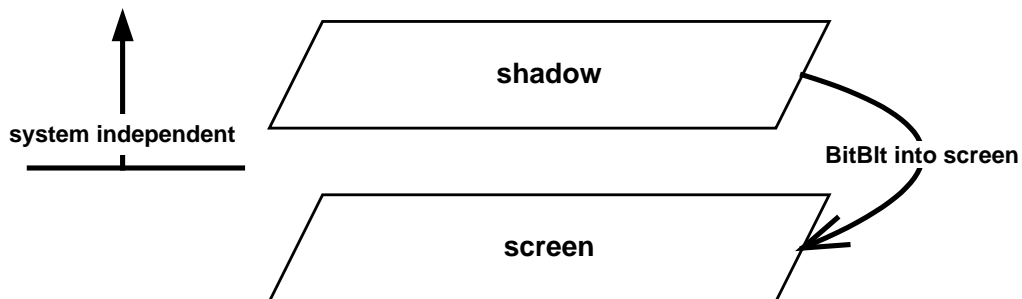 shadow
system independent
BitBlt into screen
screen